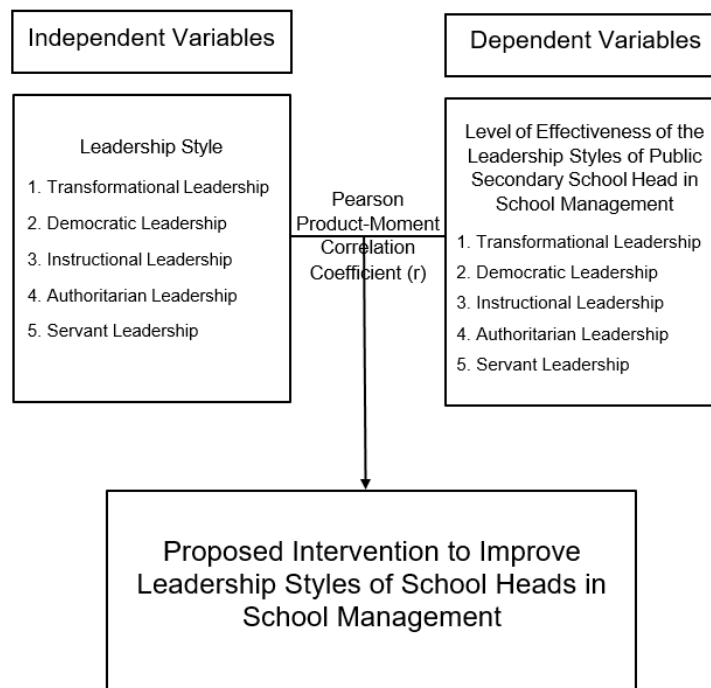 Independent Variables
Dependent Variables
Leadership Style
1. Transformational Leadership
2. Democratic Leadership
3. Instructional Leadership
4. Authoritarian Leadership
5. Servant Leadership
Pearson
Product-Moment
Correlation
Coefficient (r)
Level of Effectiveness of the
Leadership Styles of Public
Secondary School Head in
School Management
1. Transformational Leadership
2. Democratic Leadership
3. Instructional Leadership
4. Authoritarian Leadership
5. Servant Leadership
Proposed Intervention to Improve
Leadership Styles of School Heads in
School Management